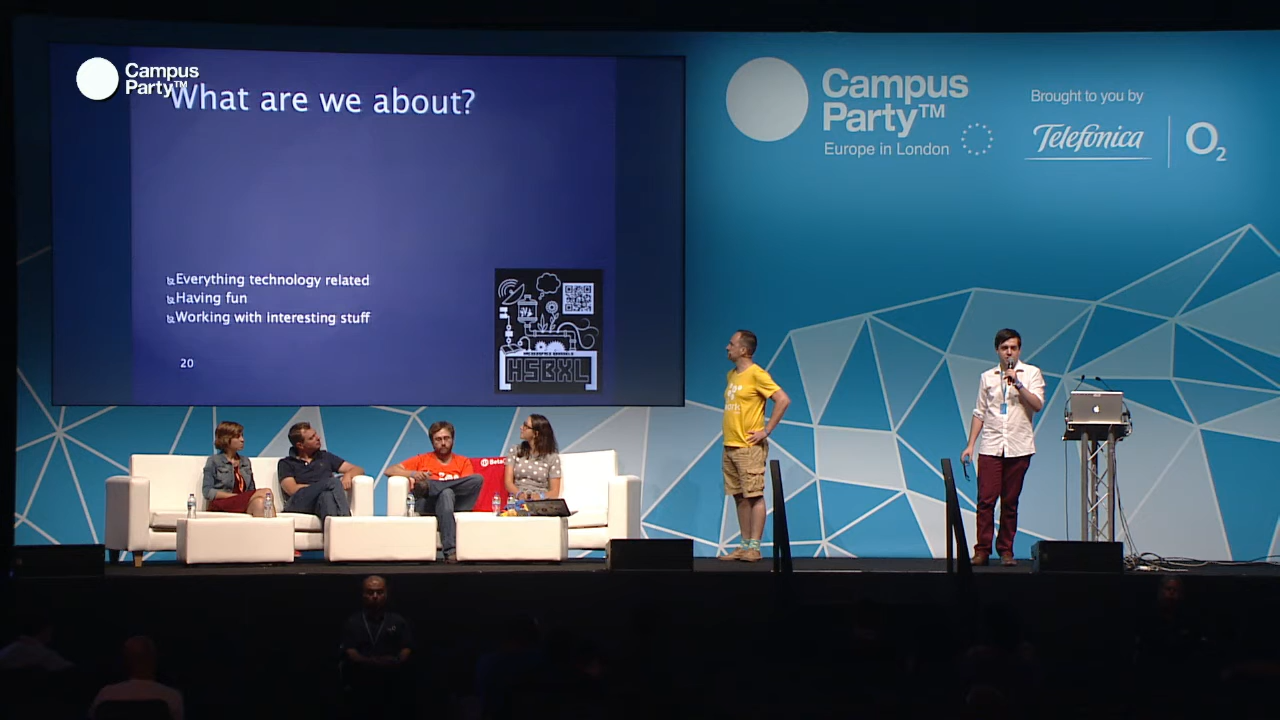 Campus
Party™
What are we about?
Everything technology related
Having fun
Working with interesting stuff
20
HSBXL
Campus
Party™
Europe in London
Brought to you by
Telefónica
O2